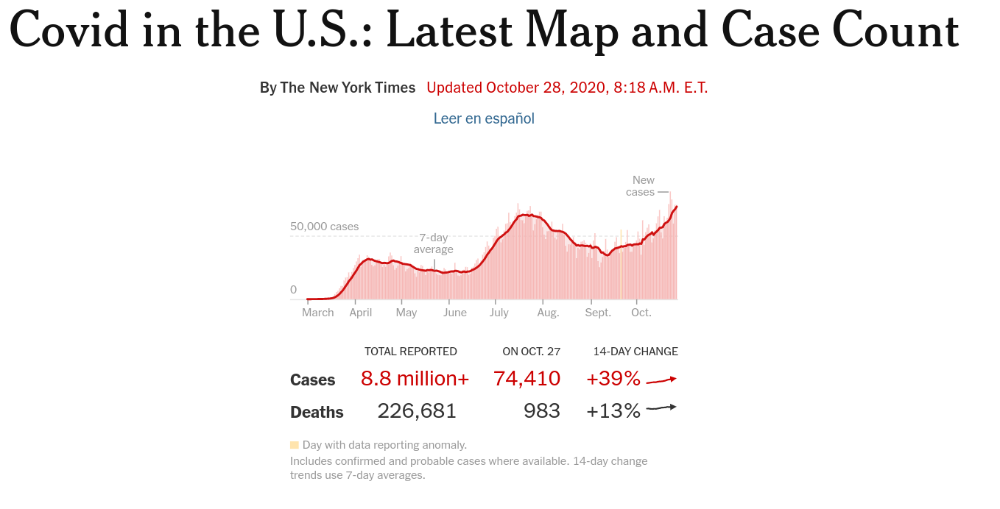 Covid in the U.S.: Latest Map and Case Count
By The New York Times Updated October 28, 2020, 8:18 A.M. E.T.
Leer en español
New
cases
50,000 cases
7-day
average
0
March April May June July Aug. Sept. Oct.
TOTAL REPORTED ON OCT. 27 14-DAY CHANGE
Cases 8.8 million+ 74,410 +39%
Deaths 226,681 983 +13%
Day with data reporting anomaly.
Includes confirmed and probable cases where available. 14-day change
trends use 7-day averages.